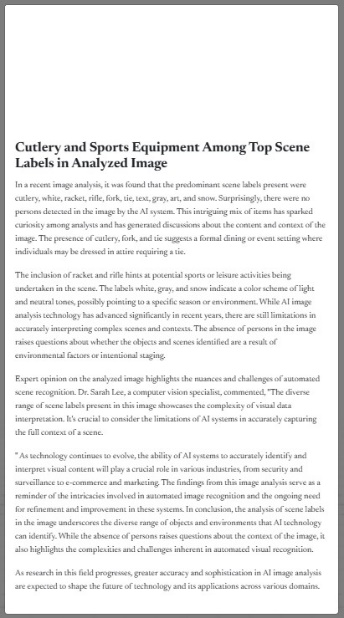 Cutlery and Sports Equipment Among Top Scene
Labels in Analyzed Image
In a recent image analysis, it was found that the predominant scene labels present were
cutlery, white, racket, rifle, fork, tie, text, gray, art, and snow. Surprisingly, there were no
persons detected in the image by the AI system. This intriguing mix of items has sparked
curiosity among analysts and has generated discussions about the content and context of the
image. The presence of cutlery, fork, and tie suggests a formal dining or event setting where
individuals may be dressed in attire requiring a tie.
The inclusion of racket and rifle hints at potential sports or leisure activities being
undertaken in the scene. The labels white, gray, and snow indicate a color scheme of light
and neutral tones, possibly pointing to a specific season or environment. While AI image
analysis technology has advanced significantly in recent years, there are still limitations in
accurately interpreting complex scenes and contexts. The absence of persons in the image
raises questions about whether the objects and scenes identified are a result of
environmental factors or intentional staging.
Expert opinion on the analyzed image highlights the nuances and challenges of automated
scene recognition. Dr. Sarah Lee, a computer vision specialist, commented, "The diverse
range of scene labels present in this image showcases the complexity of visual data
interpretation. It's crucial to consider the limitations of AI systems in accurately capturing
the full context of a scene.
" As technology continues to evolve, the ability of AI systems to accurately identify and
interpret visual content will play a crucial role in various industries, from security and
surveillance to e-commerce and marketing. The findings from this image analysis serve as a
reminder of the intricacies involved in automated image recognition and the ongoing need
for refinement and improvement in these systems. In conclusion, the analysis of scene labels
in the image underscores the diverse range of objects and environments that AI technology
can identify. While the absence of persons raises questions about the context of the image, it
also highlights the complexities and challenges inherent in automated visual recognition.
As research in this field progresses, greater accuracy and sophistication in AI image analysis
are expected to shape the future of technology and its applications across various domains.